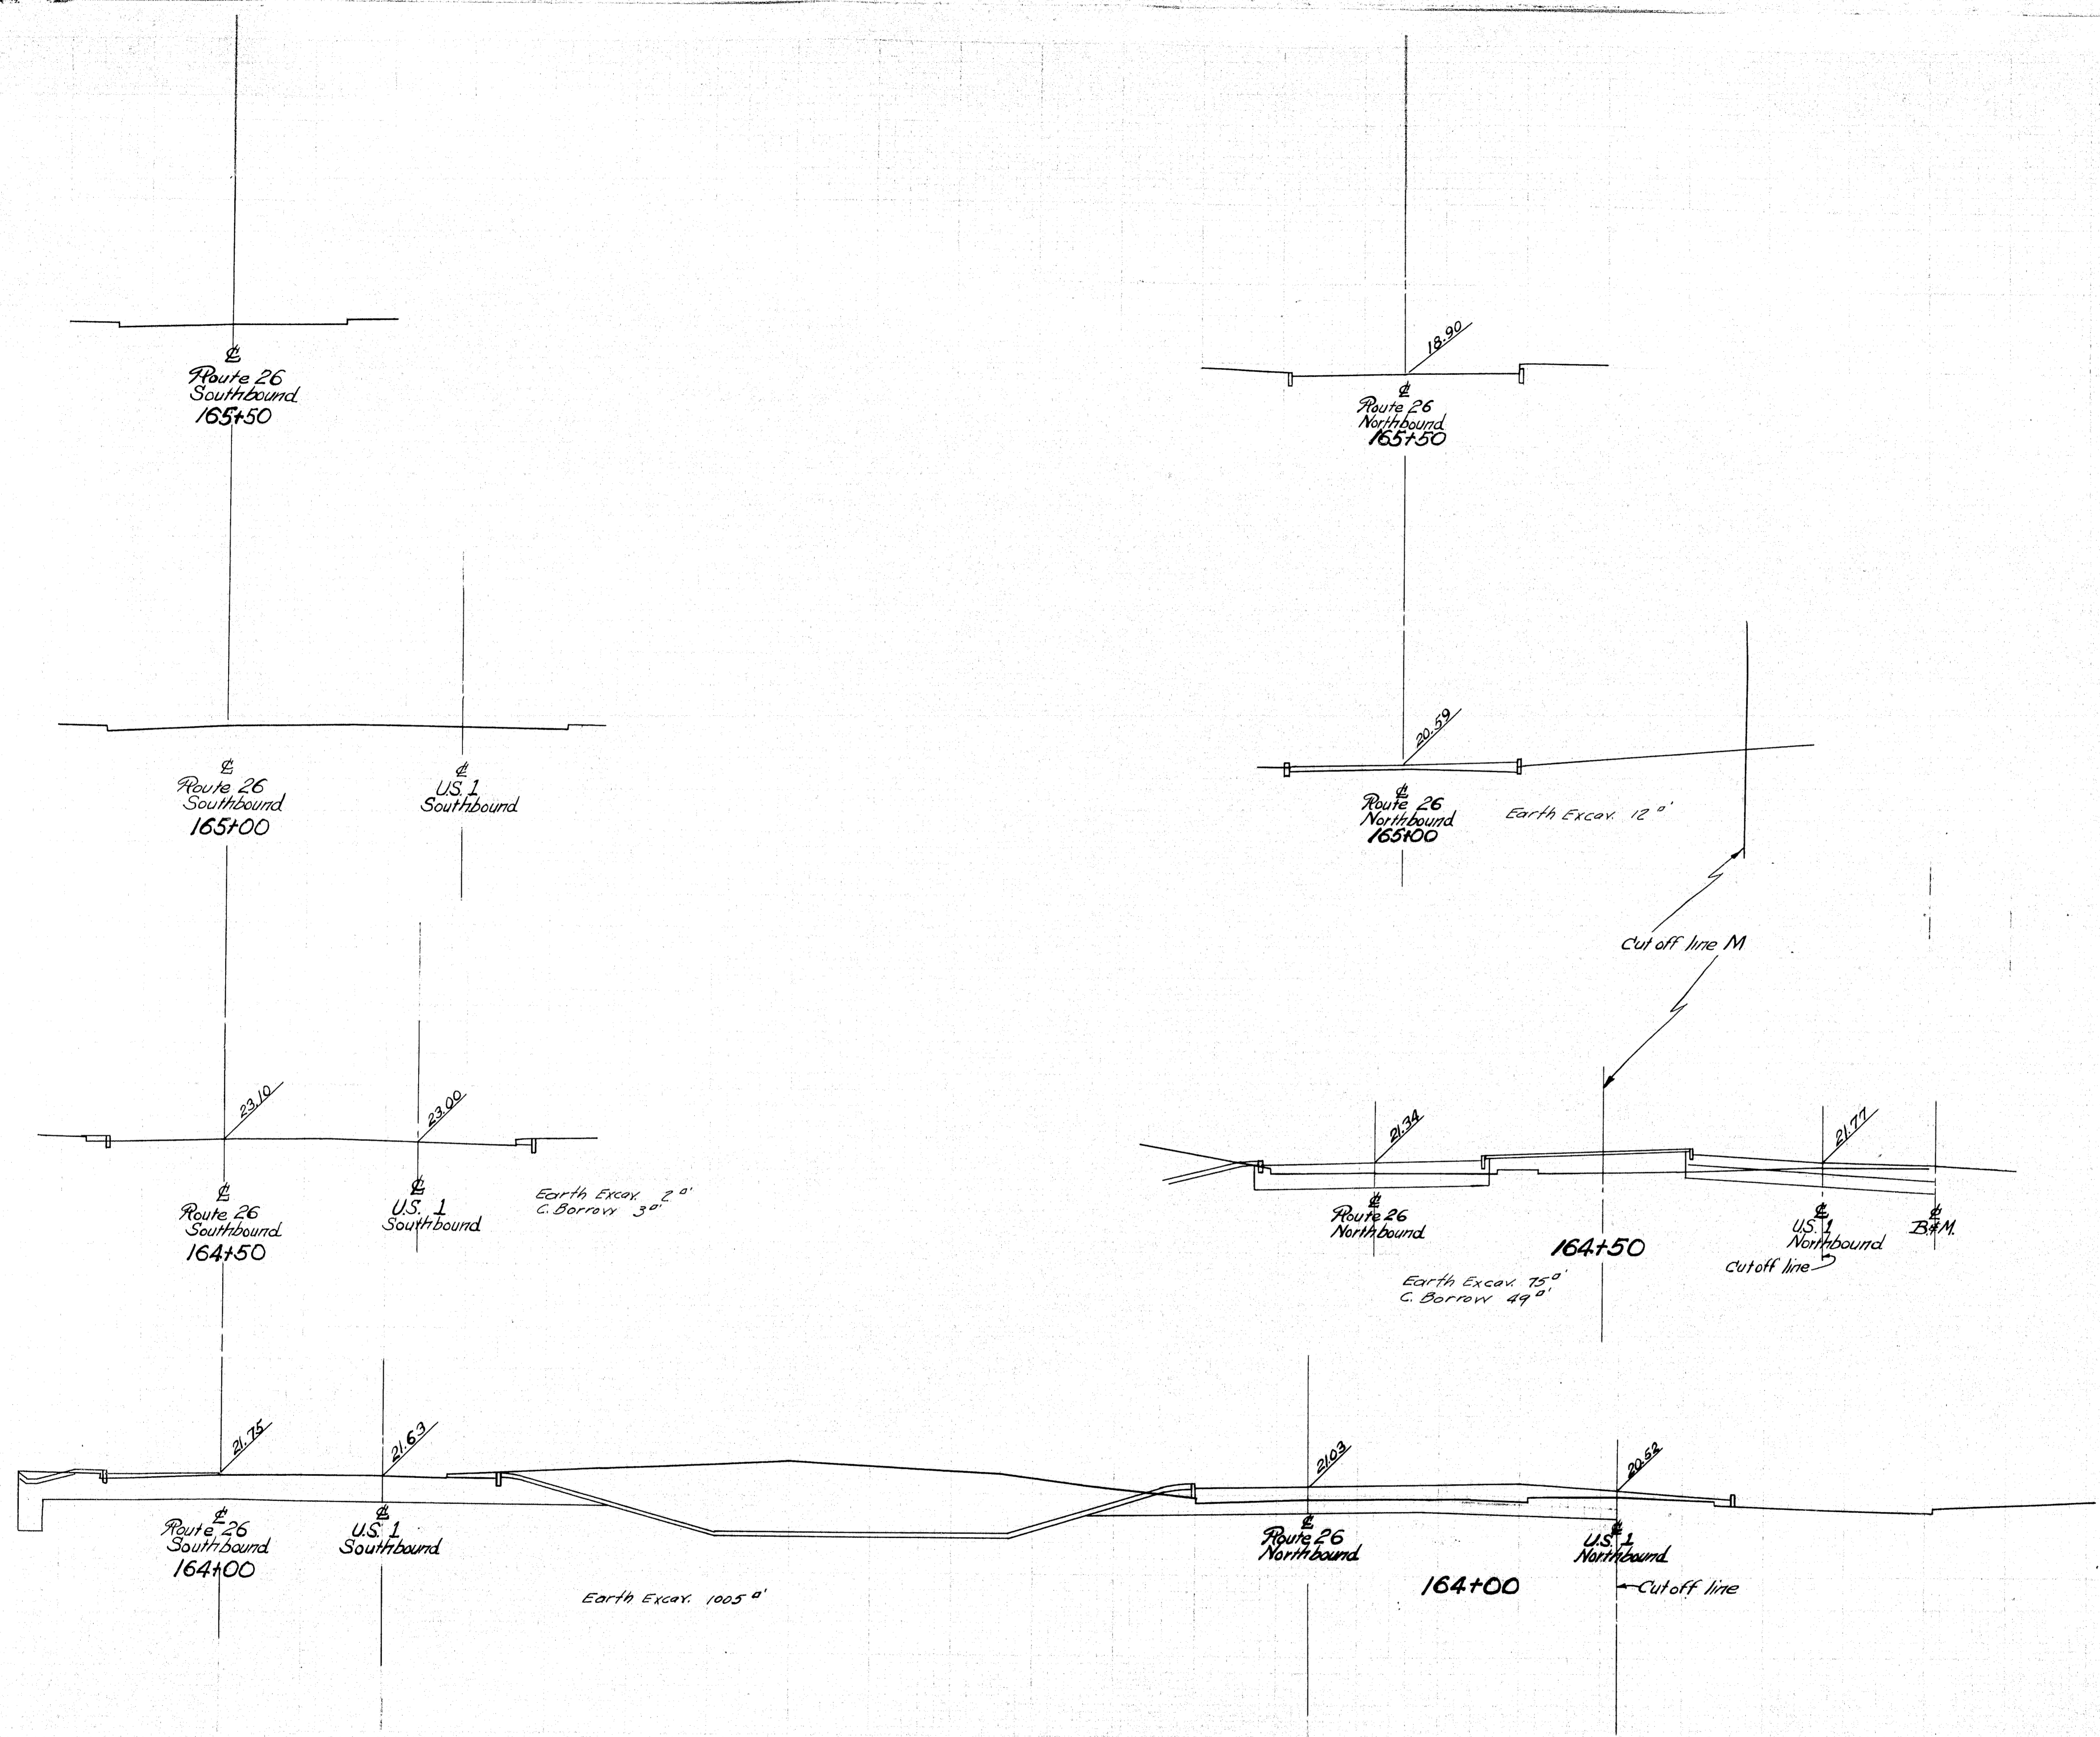 ℄
Route 26
Southbound
165+50
18.90
℄
Route 26
Northbound
165+50
℄
Route 26
Southbound
165+00
℄
U.S. 1
Southbound
20.59
℄
Route 26
Northbound
165+00
Earth Excav. 12 □'
Cut off line M
23.10
23.00
℄
Route 26
Southbound
164+50
℄
U.S. 1
Southbound
Earth Excav. 2 □'
C. Borrow 3 □'
21.34
21.77
℄
Route 26
Northbound
164+50
℄
U.S. 1
Northbound
Cut off line
℄
B.&M.
Earth Excav. 75 □'
C. Borrow 49 □'
21.75
21.63
℄
Route 26
Southbound
164+00
℄
U.S. 1
Southbound
Earth Excav. 1005 □'
21.03
20.52
℄
Route 26
Northbound
164+00
℄
U.S. 1
Northbound
Cut off line